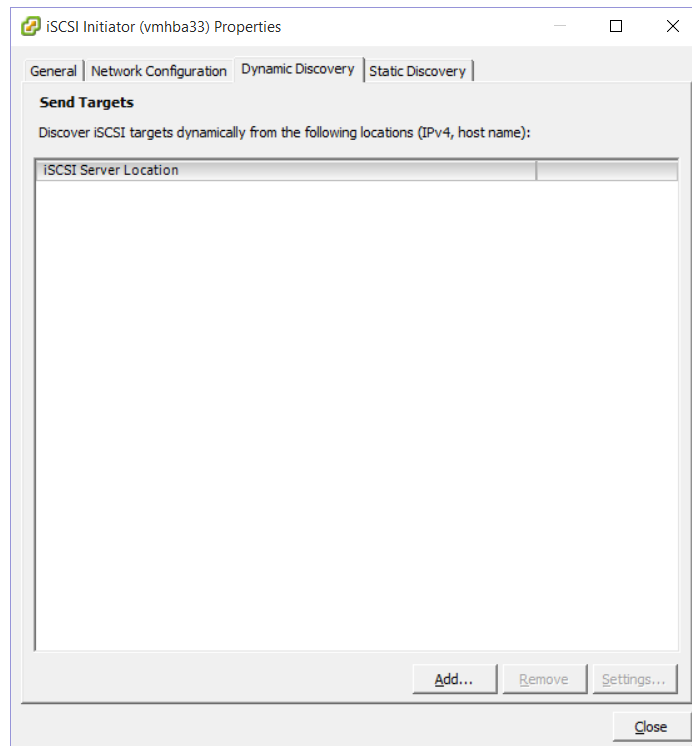 iSCSI Initiator (vmhba33) Properties
General Network Configuration Dynamic Discovery Static Discovery
Send Targets
Discover iSCSI targets dynamically from the following locations (IPv4, host name):
iSCSI Server Location
Add... Remove Settings...
Close